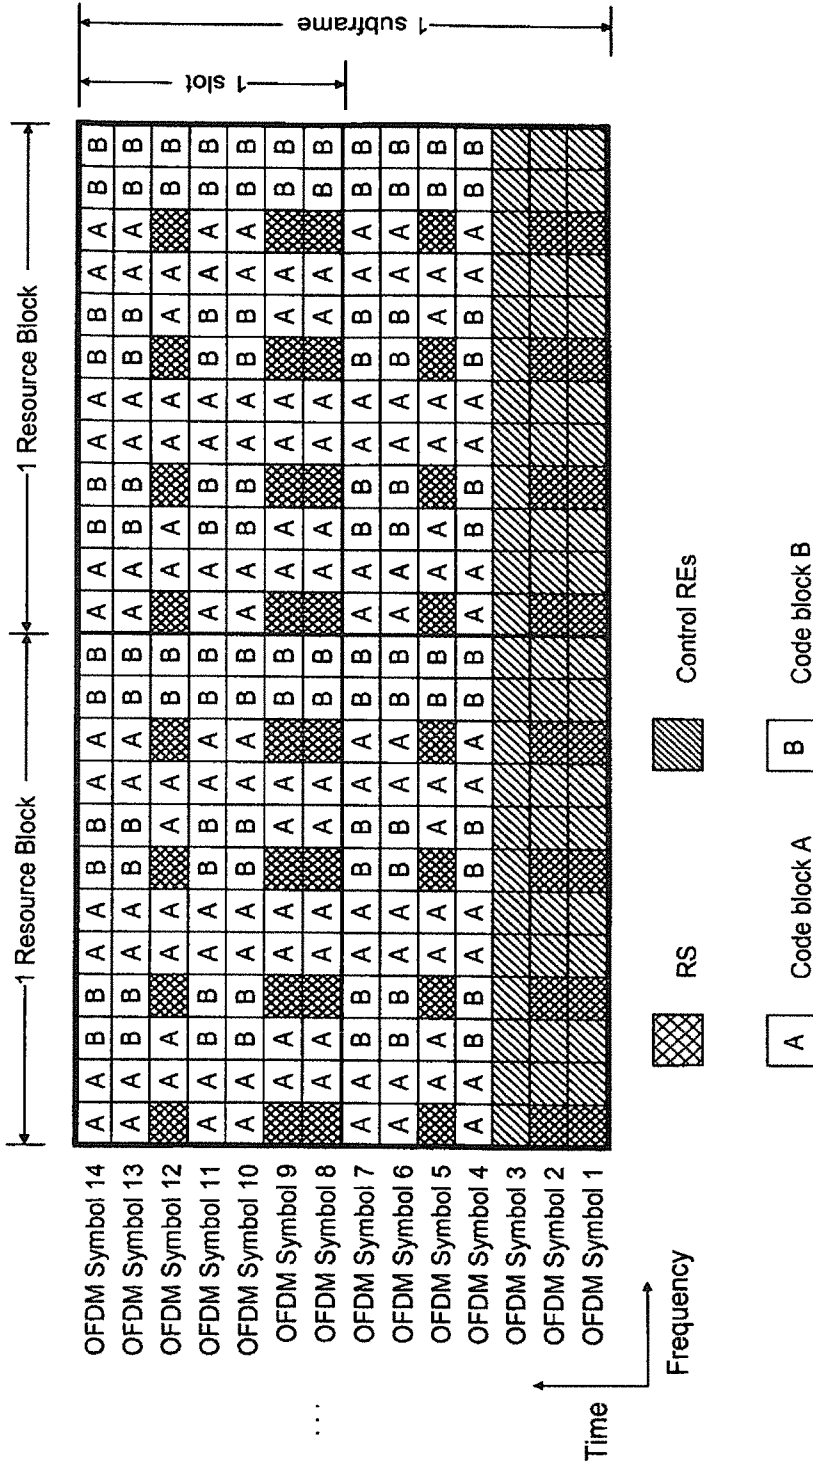 1 Resource Block 1 Resource Block
OFDM Symbol 14 A A B B A A B B A A B B A A B B A A B B A A B B
OFDM Symbol 13 A A B B A A B B A A B B A A B B A A B B A A B B
OFDM Symbol 12 A A A A A A B B A A A A A A B B
OFDM Symbol 11 A A B B A A B B A A B B A A B B A A B B A A B B
OFDM Symbol 10 A A B B A A B B A A B B A A B B A A B B A A B B
OFDM Symbol 9 A A A A A A B B A A A A A A B B
OFDM Symbol 8 A A A A A A B B A A A A A A B B
OFDM Symbol 7 A A B B A A B B A A B B A A B B A A B B A A B B
OFDM Symbol 6 A A B B A A B B A A B B A A B B A A B B A A B B
OFDM Symbol 5 A A A A A A B B A A A A A A B B
OFDM Symbol 4 A A B B A A B B A A B B A A B B A A B B A A B B
OFDM Symbol 3
OFDM Symbol 2
OFDM Symbol 1
1 slot
1 subframe
...
Time
Frequency
RS
Control REs
A Code block A
B Code block B